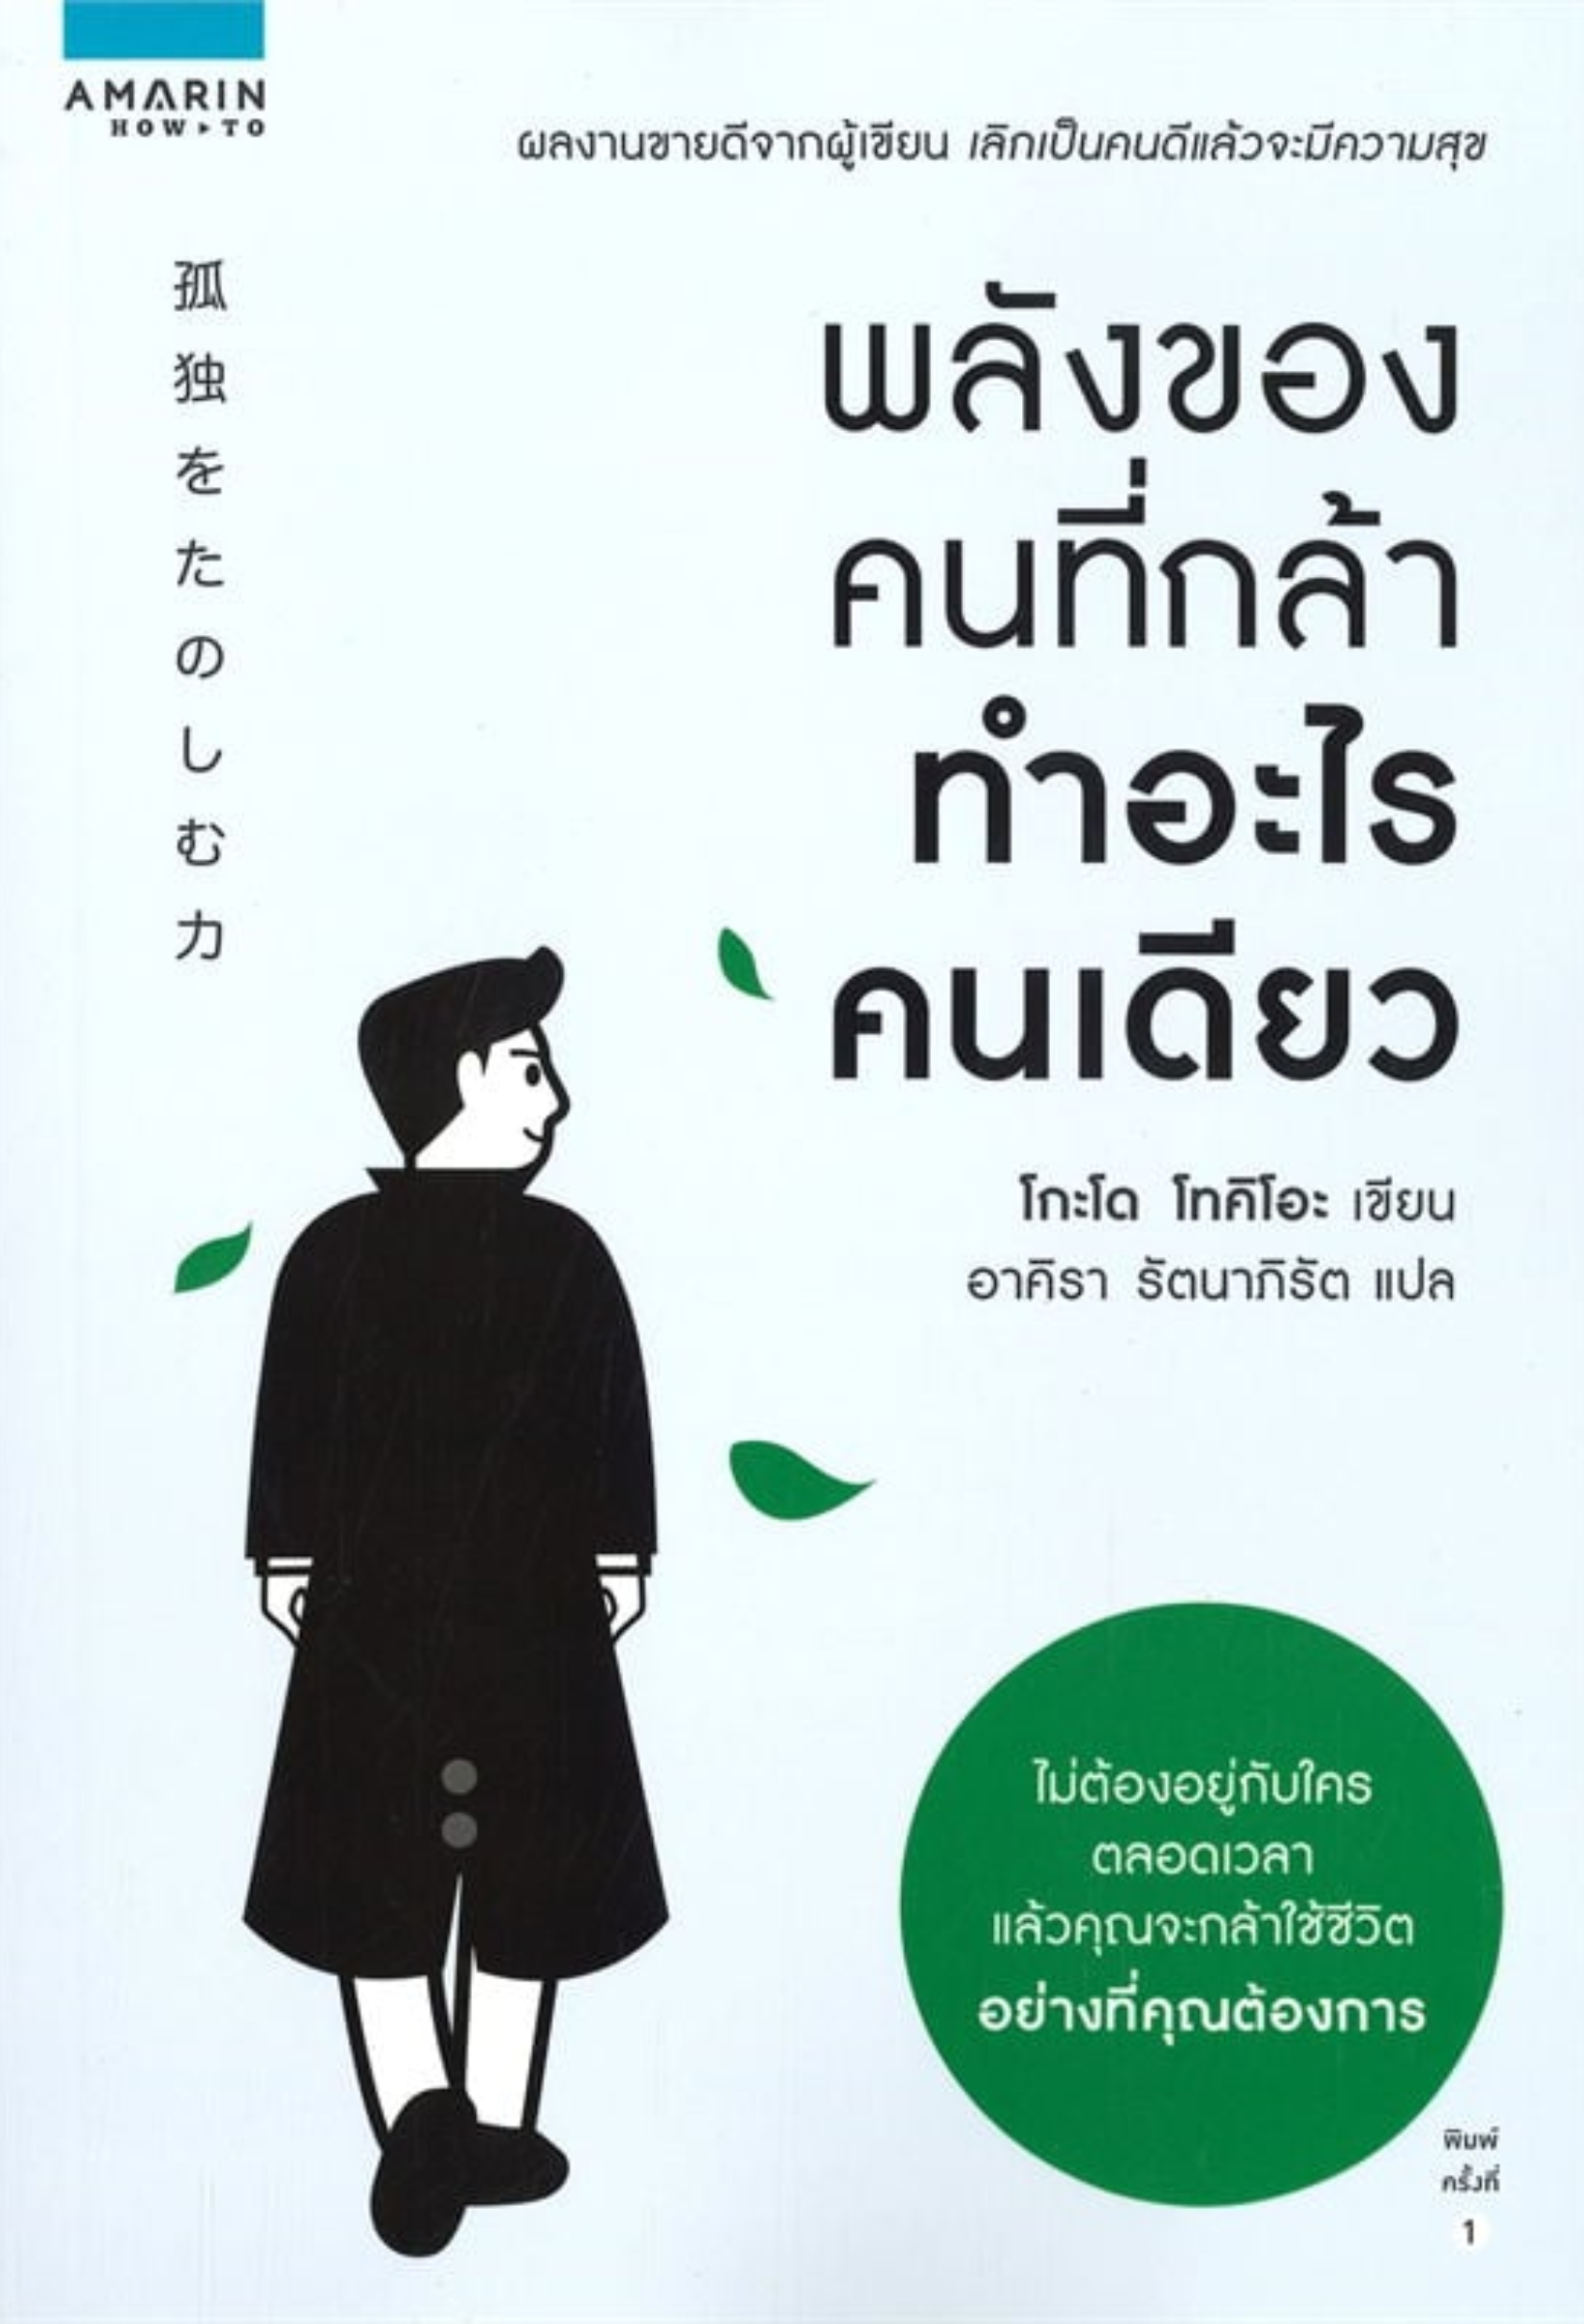 AMARIN
HOW ▸ TO
ผลงานขายดีจากผู้เขียน เลิกเป็นคนดีแล้วจะมีความสุข
孤独をたのしむ力
พลังของ
คนที่กล้า
ทำอะไร
คนเดียว
โกะโด โทคิโอะ เขียน
อาคิรา รัตนาภิรัต แปล
ไม่ต้องอยู่กับใคร
ตลอดเวลา
แล้วคุณจะกล้าใช้ชีวิต
อย่างที่คุณต้องการ
พิมพ์
ครั้งที่
1